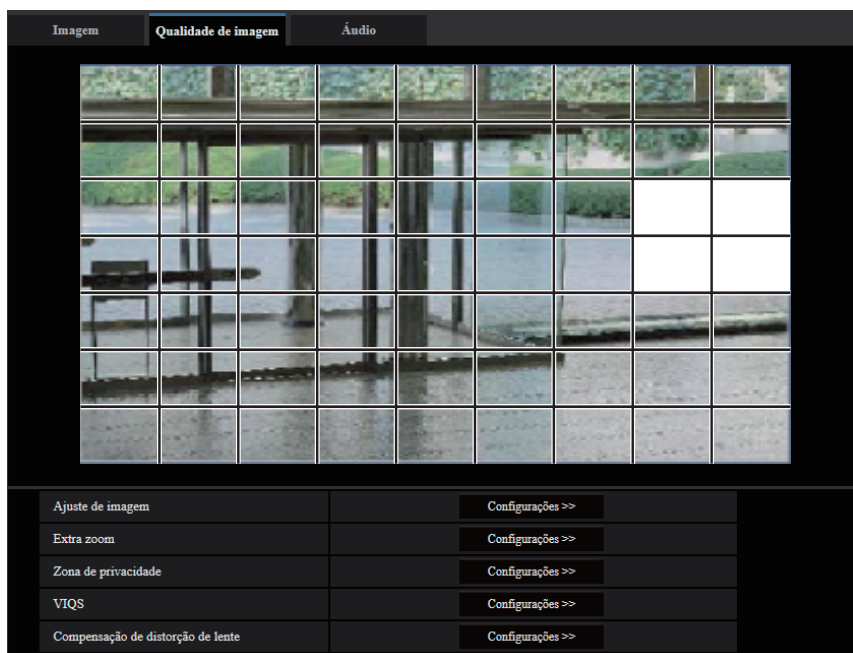 Imagem Qualidade de imagem Áudio
Ajuste de imagem Configurações >>
Extra zoom Configurações >>
Zona de privacidade Configurações >>
VIQS Configurações >>
Compensação de distorção de lente Configurações >>